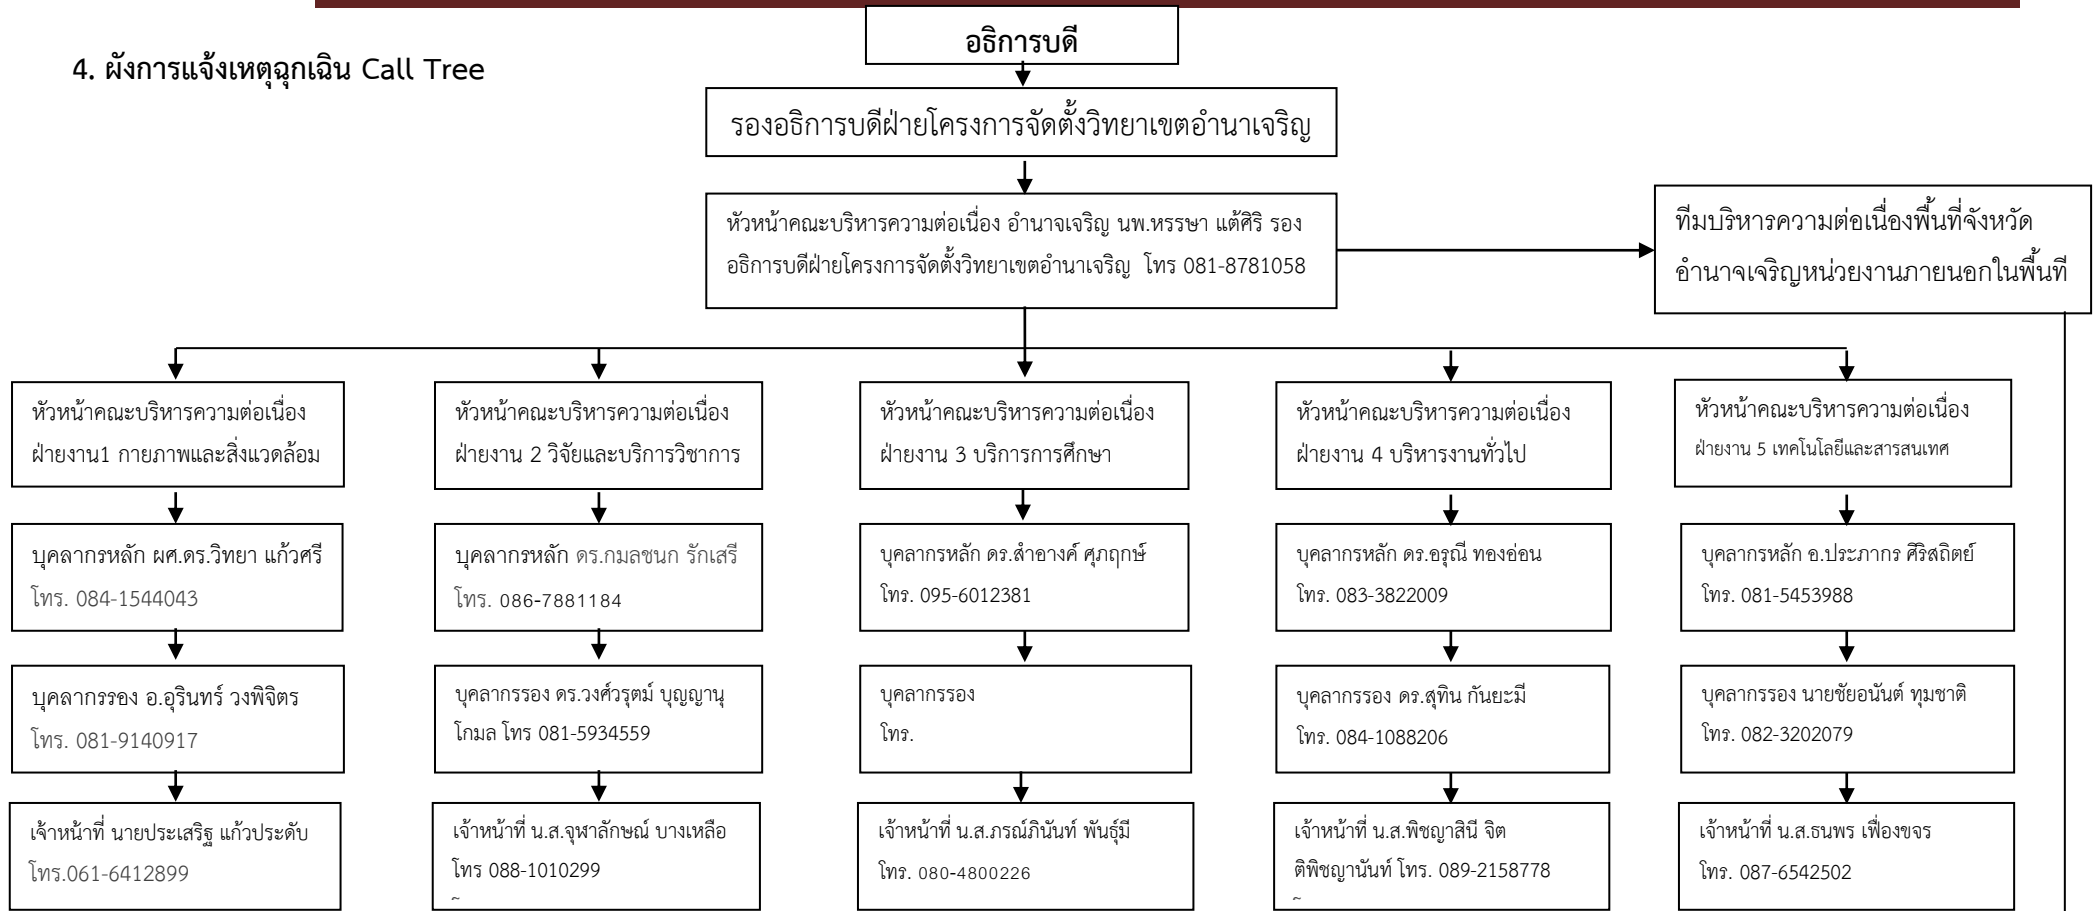 อธิการบดี
4. ผังการแจ้งเหตุฉุกเฉิน Call Tree
รองอธิการบดีฝ่ายโครงการจัดตั้งวิทยาเขตอำนาเจริญ
หัวหน้าคณะบริหารความต่อเนื่อง อำนาจเจริญ นพ.หรรษา แต้ศิริ รอง
อธิการบดีฝ่ายโครงการจัดตั้งวิทยาเขตอำนาเจริญ โทร 081-8781058
ทีมบริหารความต่อเนื่องพื้นที่จังหวัด
อำนาจเจริญหน่วยงานภายนอกในพื้นที่
หัวหน้าคณะบริหารความต่อเนื่อง
ฝ่ายงาน1 กายภาพและสิ่งแวดล้อม
หัวหน้าคณะบริหารความต่อเนื่อง
ฝ่ายงาน 2 วิจัยและบริการวิชาการ
หัวหน้าคณะบริหารความต่อเนื่อง
ฝ่ายงาน 3 บริการการศึกษา
หัวหน้าคณะบริหารความต่อเนื่อง
ฝ่ายงาน 4 บริหารงานทั่วไป
หัวหน้าคณะบริหารความต่อเนื่อง
ฝ่ายงาน 5 เทคโนโลยีและสารสนเทศ
บุคลากรหลัก ผศ.ดร.วิทยา แก้วศรี
โทร. 084-1544043
บุคลากรหลัก ดร.กมลชนก รักเสรี
โทร. 086-7881184
บุคลากรหลัก ดร.สำอางค์ ศุภฤกษ์
โทร. 095-6012381
บุคลากรหลัก ดร.อรุณี ทองอ่อน
โทร. 083-3822009
บุคลากรหลัก อ.ประภากร ศิริสถิตย์
โทร. 081-5453988
บุคลากรรอง อ.อุรินทร์ วงพิจิตร
โทร. 081-9140917
บุคลากรรอง ดร.วงศ์วรุตม์ บุญญานุ
โกมล โทร 081-5934559
บุคลากรรอง
โทร.
บุคลากรรอง ดร.สุทิน กันยะมี
โทร. 084-1088206
บุคลากรรอง นายชัยอนันต์ ทุมชาติ
โทร. 082-3202079
เจ้าหน้าที่ นายประเสริฐ แก้วประดับ
โทร.061-6412899
เจ้าหน้าที่ น.ส.จุฬาลักษณ์ บางเหลือ
โทร 088-1010299
เจ้าหน้าที่ น.ส.ภรณ์ภินันท์ พันธุ์มี
โทร. 080-4800226
เจ้าหน้าที่ น.ส.พิชญาสินี จิต
ติพิชญานันท์ โทร. 089-2158778
เจ้าหน้าที่ น.ส.ธนพร เฟื่องขจร
โทร. 087-6542502